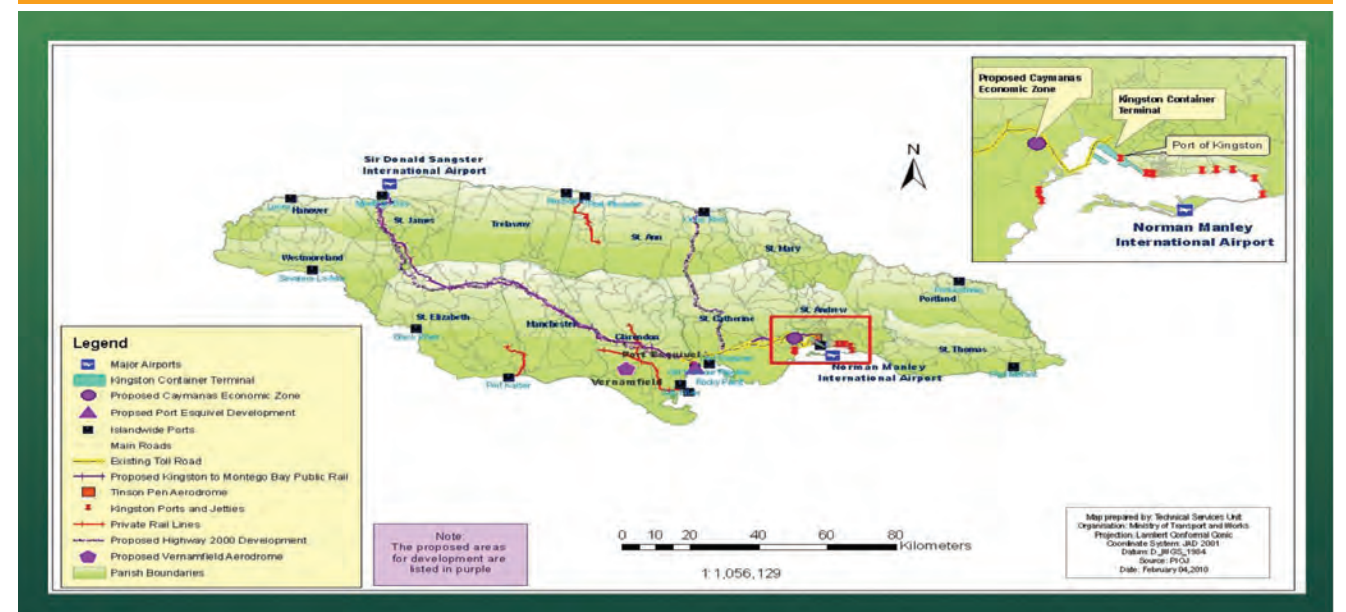 Proposed Caymanas
Economic Zone
Kingston Container
Terminal
Port of Kingston
Norman Manley
International Airport
N
Sir Donald Sangster
International Airport
Hanover
St. James
Trelawny
St. Ann
St. Mary
Westmoreland
Portland
St. Elizabeth
Manchester
Clarendon
St. Catherine
St. Andrew
St. Thomas
Port Esquivel
Vernamfield
Rocky Point
Norman Manley
International Airport
Legend
Major Airports
Kingston Container Terminal
Proposed Caymanas Economic Zone
Propsed Port Esquivel Development
Islandwide Ports
Main Roads
Existing Toll Road
Proposed Kingston to Montego Bay Public Rail
Tinson Pen Aerodrome
Kingston Ports and Jetties
Private Rail Lines
Proposed Highway 2000 Development
Proposed Vernamfield Aerodrome
Parish Boundaries
Note:
The proposed areas
for development are
listed in purple
0 10 20 40 60 80
Kilometers
1:1,056,129
Map prepared by: Technical Services Unit
Organisation: Ministry of Transport and Works
Projection: Lambert Conformal Conic
Coordinate System: JAD 2001
Datum: D_WGS_1984
Source: PIOJ
Date: February 04,2010